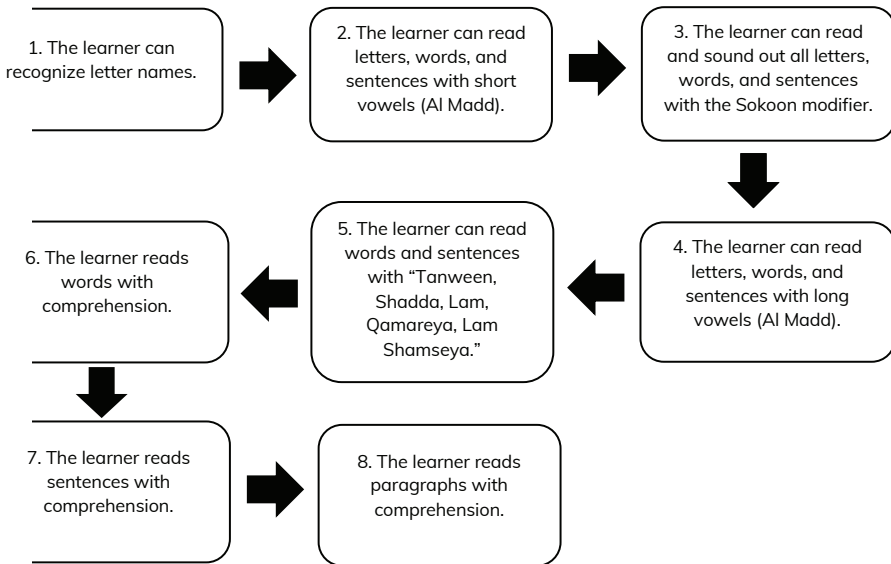 1. The learner can
recognize letter names.
2. The learner can read
letters, words, and
sentences with short
vowels (Al Madd).
3. The learner can read
and sound out all letters,
words, and sentences
with the Sokoon modifier.
4. The learner can read
letters, words, and
sentences with long
vowels (Al Madd).
5. The learner can read
words and sentences
with “Tanween,
Shadda, Lam,
Qamareya, Lam
Shamseya.”
6. The learner reads
words with
comprehension.
7. The learner reads
sentences with
comprehension.
8. The learner reads
paragraphs with
comprehension.